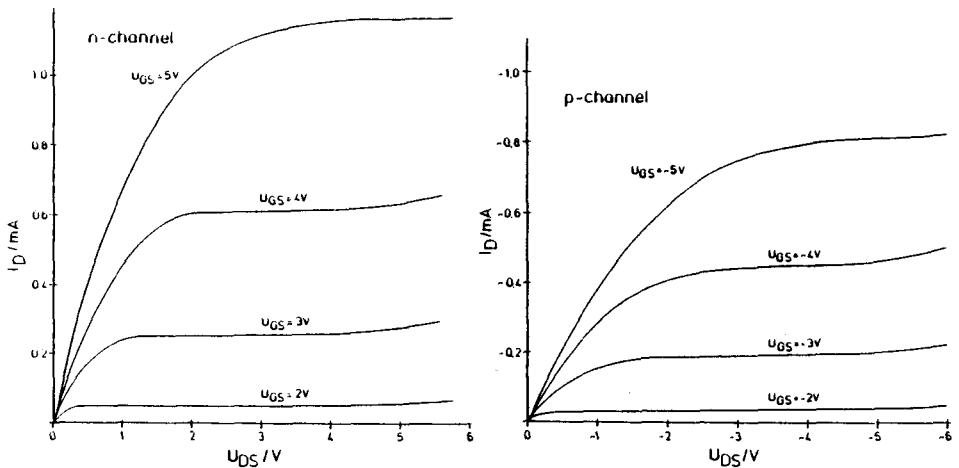 n-channel
U_GS = 5V
U_GS = 4V
U_GS = 3V
U_GS = 2V
I_D / mA
1.0
0.8
0.6
0.4
0.2
0 1 2 3 4 5 6
U_DS / V
p-channel
U_GS = -5V
U_GS = -4V
U_GS = -3V
U_GS = -2V
I_D / mA
-1.0
-0.8
-0.6
-0.4
-0.2
0
0 -1 -2 -3 -4 -5 -6
U_DS / V